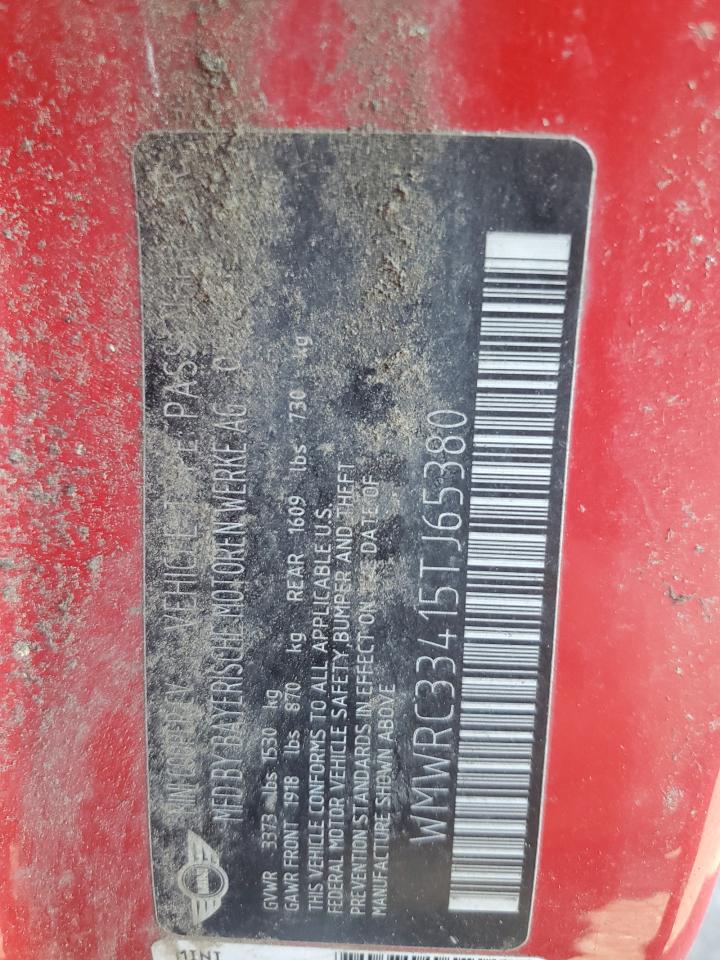 VEHICLE
MFD BY BAYERISCHE MOTOREN WERKE AG
GVWR 3373 lbs 1530 kg
GAWR FRONT 1918 lbs 870 kg REAR 1609 lbs 730 kg
THIS VEHICLE CONFORMS TO ALL APPLICABLE U.S.
FEDERAL MOTOR VEHICLE SAFETY, BUMPER AND THEFT
PREVENTION STANDARDS IN EFFECT ON DATE OF
MANUFACTURE SHOWN ABOVE
WMWRC33415TJ65380
MINI
MINI